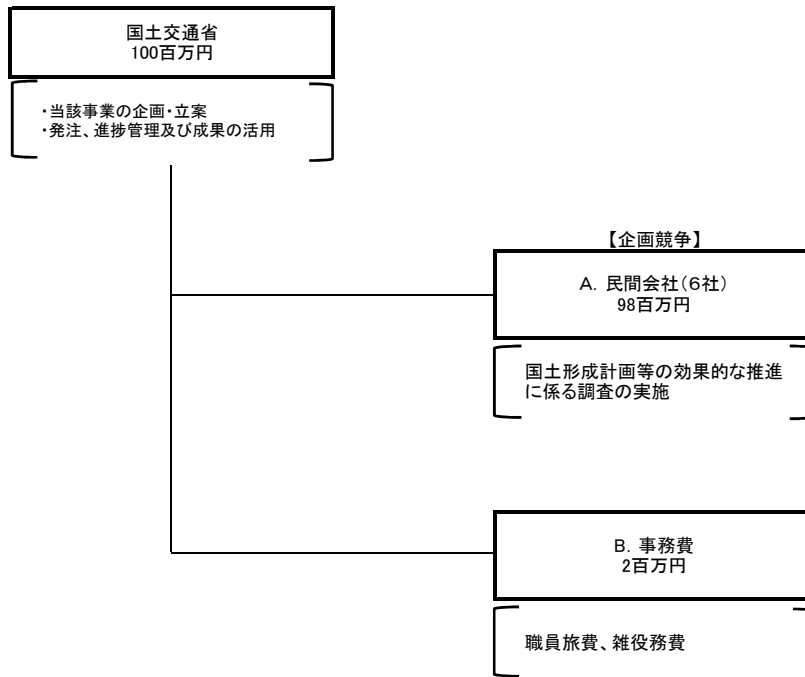 国土交通省
100百万円
・当該事業の企画・立案
・発注、進捗管理及び成果の活用
【企画競争】
A. 民間会社（６社）
98百万円
国土形成計画等の効果的な推進
に係る調査の実施
B. 事務費
2百万円
職員旅費、雑役務費